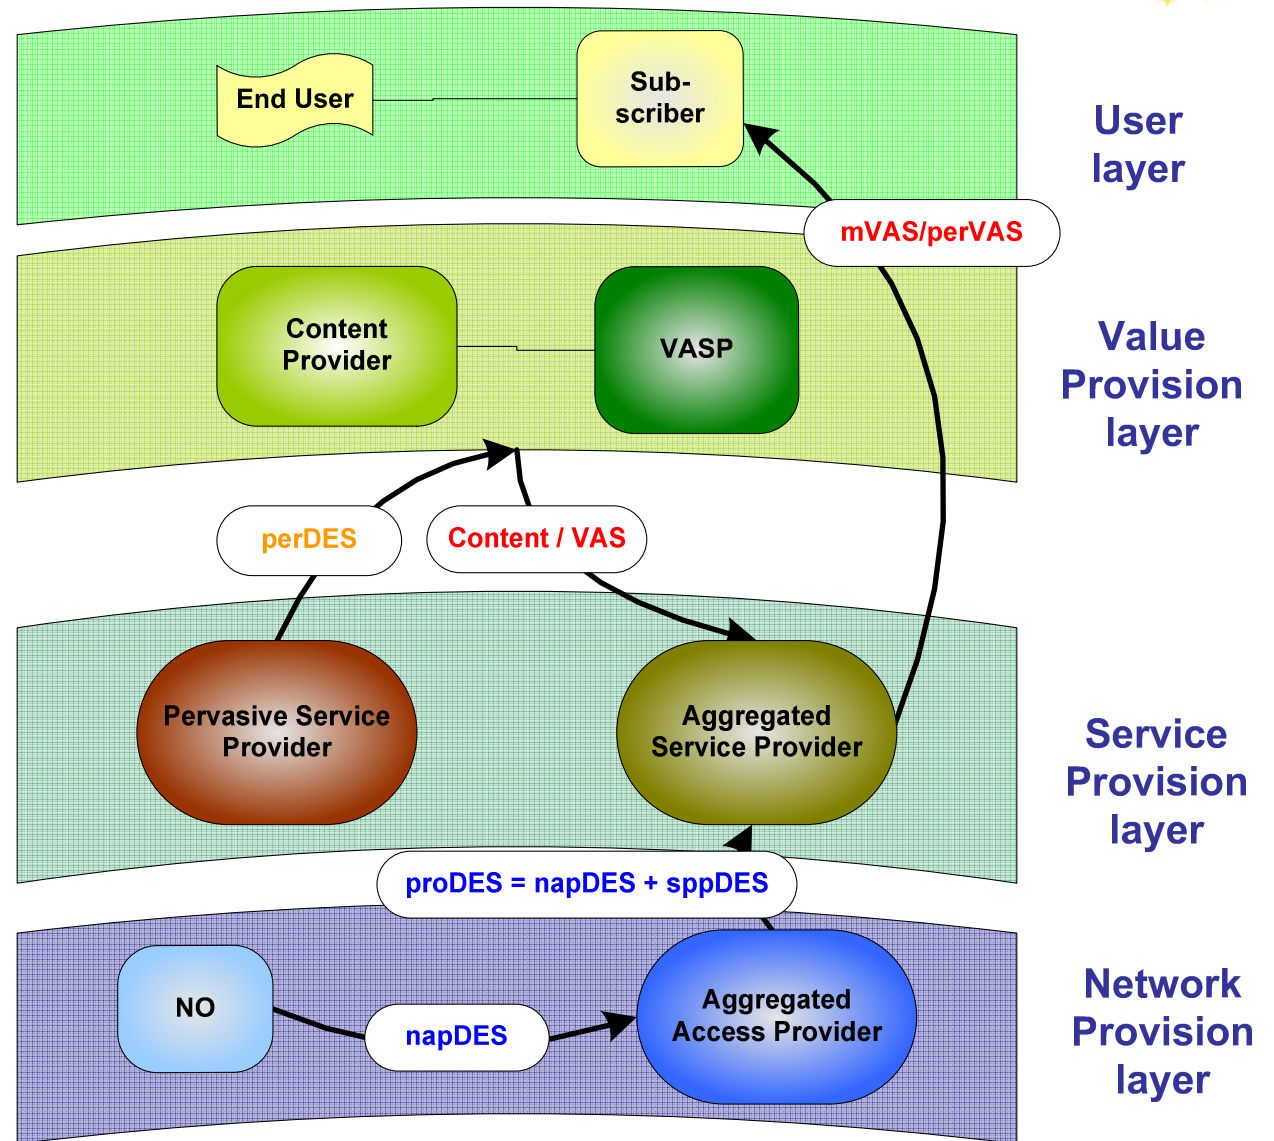 End User
Sub-
scriber
User
layer
mVAS/perVAS
Content
Provider
VASP
Value
Provision
layer
perDES
Content / VAS
Pervasive Service
Provider
Aggregated
Service Provider
Service
Provision
layer
proDES = napDES + sppDES
NO
napDES
Aggregated
Access Provider
Network
Provision
layer